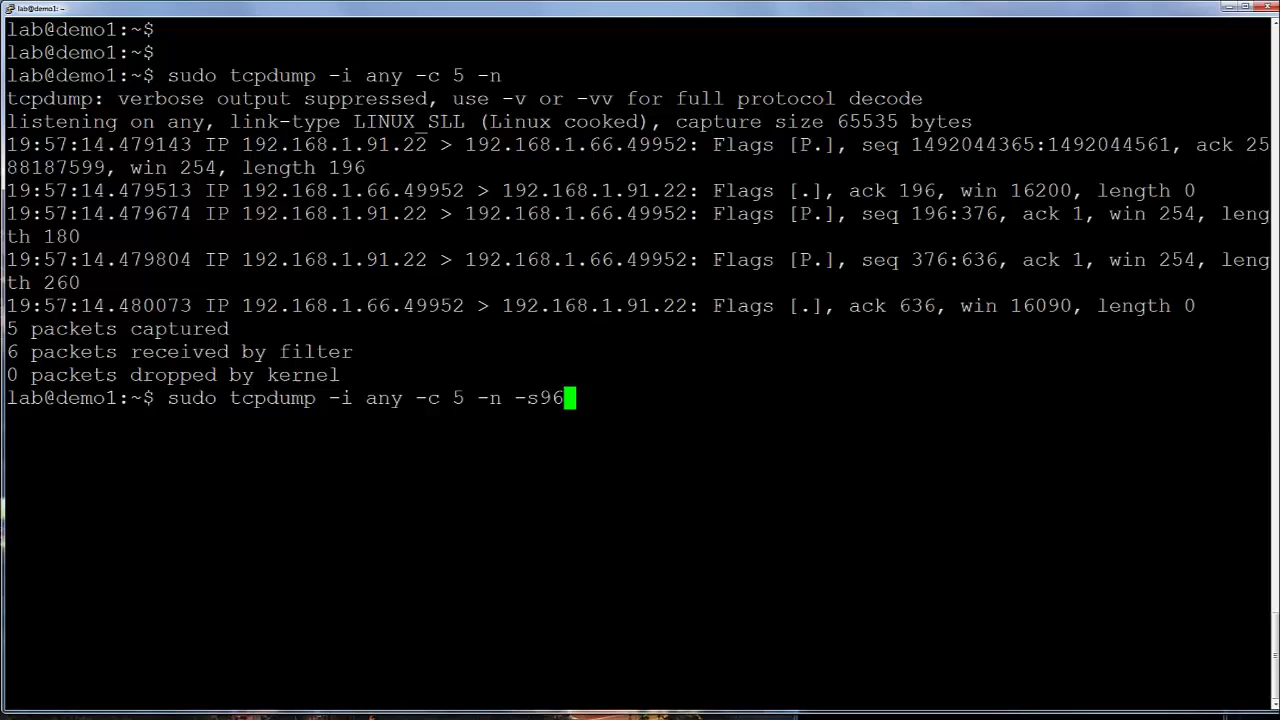 lab@demo1: ~
lab@demo1:~$
lab@demo1:~$
lab@demo1:~$ sudo tcpdump -i any -c 5 -n
tcpdump: verbose output suppressed, use -v or -vv for full protocol decode
listening on any, link-type LINUX_SLL (Linux cooked), capture size 65535 bytes
19:57:14.479143 IP 192.168.1.91.22 > 192.168.1.66.49952: Flags [P.], seq 1492044365:1492044561, ack 25
88187599, win 254, length 196
19:57:14.479513 IP 192.168.1.66.49952 > 192.168.1.91.22: Flags [.], ack 196, win 16200, length 0
19:57:14.479674 IP 192.168.1.91.22 > 192.168.1.66.49952: Flags [P.], seq 196:376, ack 1, win 254, leng
th 180
19:57:14.479804 IP 192.168.1.91.22 > 192.168.1.66.49952: Flags [P.], seq 376:636, ack 1, win 254, leng
th 260
19:57:14.480073 IP 192.168.1.66.49952 > 192.168.1.91.22: Flags [.], ack 636, win 16090, length 0
5 packets captured
6 packets received by filter
0 packets dropped by kernel
lab@demo1:~$ sudo tcpdump -i any -c 5 -n -s96